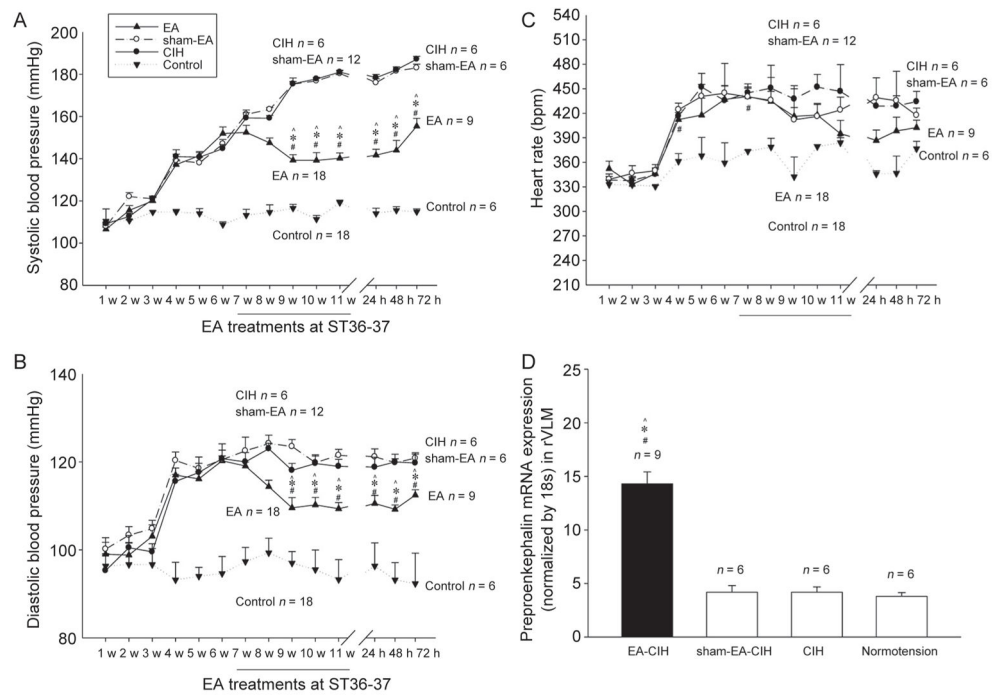 A
EA
sham-EA
CIH
Control
Systolic blood pressure (mmHg)
200
180
160
140
120
100
80
CIH n = 6
sham-EA n = 12
CIH n = 6
sham-EA n = 6
^
*
#
^
*
#
^
*
#
^
*
#
^
*
#
^
*
#
EA n = 9
EA n = 18
Control n = 6
Control n = 18
1 w 2 w 3 w 4 w 5 w 6 w 7 w 8 w 9 w 10 w 11 w 24 h 48 h 72 h
EA treatments at ST36-37
B
Diastolic blood pressure (mmHg)
140
120
100
80
CIH n = 6
sham-EA n = 12
CIH n = 6
sham-EA n = 6
^
*
#
^
*
#
^
*
#
^
*
#
^
*
#
^
*
#
EA n = 9
EA n = 18
Control n = 6
Control n = 18
1 w 2 w 3 w 4 w 5 w 6 w 7 w 8 w 9 w 10 w 11 w 24 h 48 h 72 h
EA treatments at ST36-37
C
Heart rate (bpm)
540
510
480
450
420
390
360
330
300
270
240
210
CIH n = 6
sham-EA n = 12
CIH n = 6
sham-EA n = 6
#
#
EA n = 9
Control n = 6
EA n = 18
Control n = 18
1 w 2 w 3 w 4 w 5 w 6 w 7 w 8 w 9 w 10 w 11 w 24 h 48 h 72 h
D
Preproenkephalin mRNA expression
(normalized by 18s) in rVLM
25
20
15
10
5
0
^
*
#
n = 9
n = 6
n = 6
n = 6
EA-CIH
sham-EA-CIH
CIH
Normotension